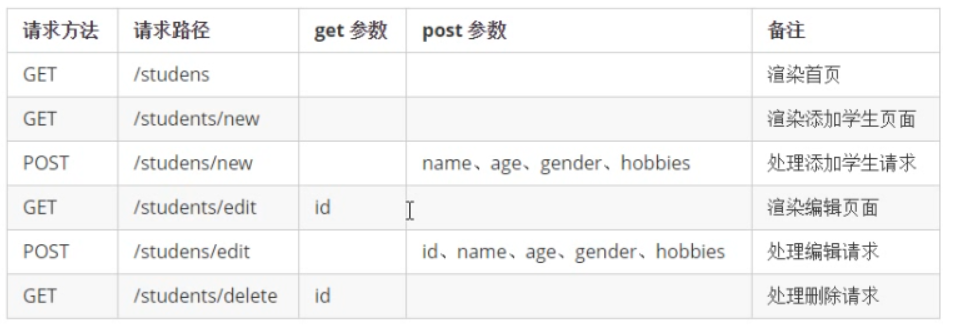 请求方法 请求路径 get 参数 post 参数 备注
GET /studens 渲染首页
GET /students/new 渲染添加学生页面
POST /studens/new name、age、gender、hobbies 处理添加学生请求
GET /students/edit id 渲染编辑页面
POST /studens/edit id、name、age、gender、hobbies 处理编辑请求
GET /students/delete id 处理删除请求